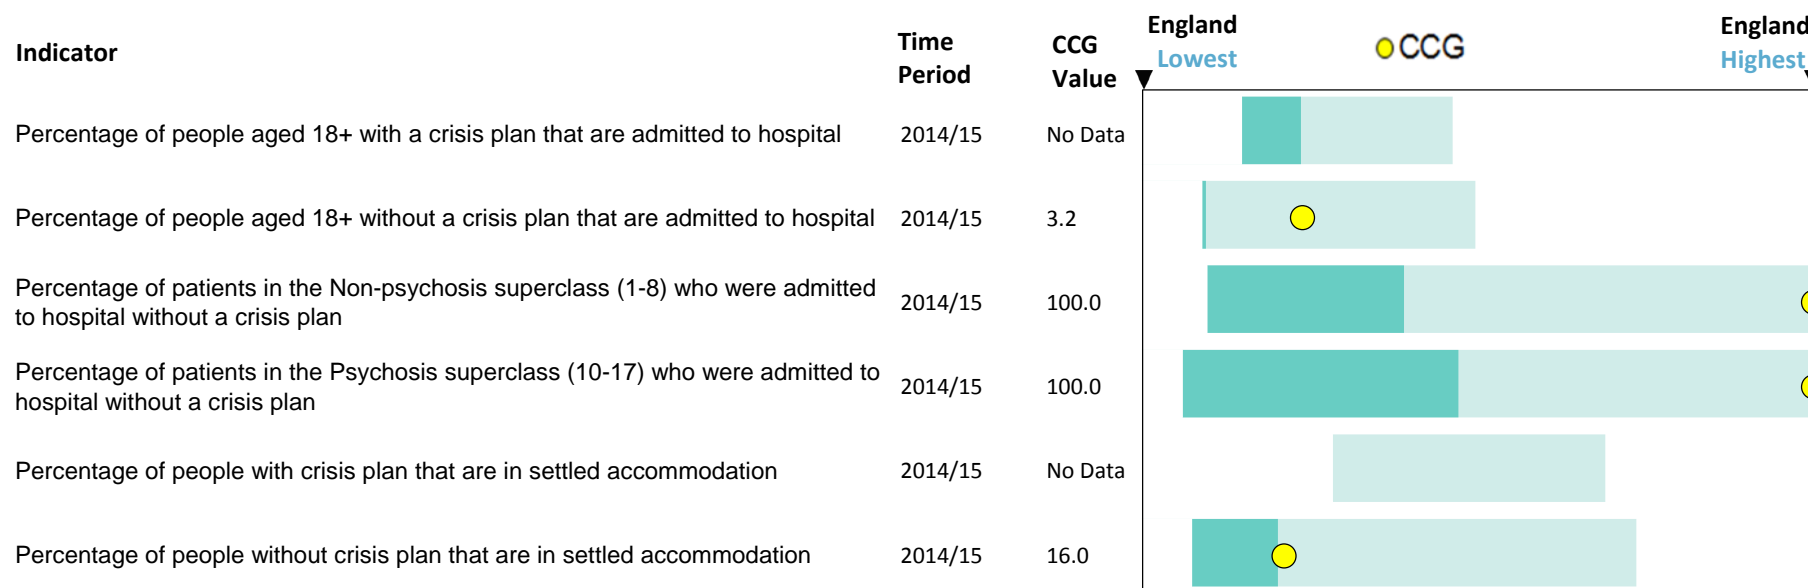 Indicator
Time Period
CCG Value
England Lowest
CCG
England Highest
Percentage of people aged 18+ with a crisis plan that are admitted to hospital 2014/15 No Data
Percentage of people aged 18+ without a crisis plan that are admitted to hospital 2014/15 3.2
Percentage of patients in the Non-psychosis superclass (1-8) who were admitted
to hospital without a crisis plan 2014/15 100.0
Percentage of patients in the Psychosis superclass (10-17) who were admitted to
hospital without a crisis plan 2014/15 100.0
Percentage of people with crisis plan that are in settled accommodation 2014/15 No Data
Percentage of people without crisis plan that are in settled accommodation 2014/15 16.0